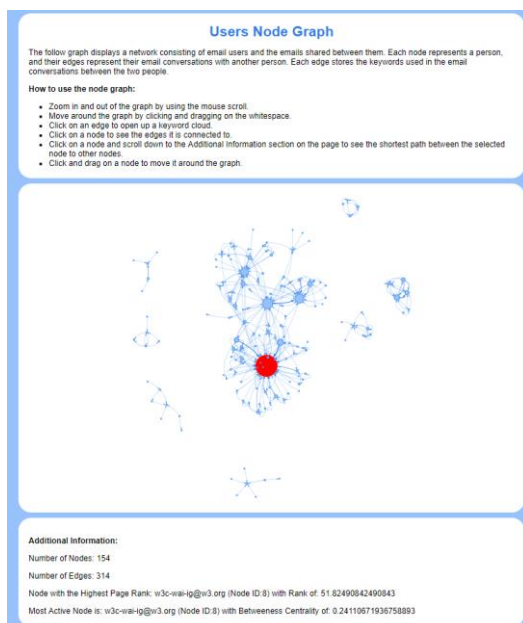 Users Node Graph
The follow graph displays a network consisting of email users and the emails shared between them. Each node represents a person,
and their edges represent their email conversations with another person. Each edge stores the keywords used in the email
conversations between the two people.
How to use the node graph:
Zoom in and out of the graph by using the mouse scroll.
Move around the graph by clicking and dragging on the whitespace.
Click on an edge to open up a keyword cloud.
Click on a node to see the edges it is connected to.
Click on a node and scroll down to the Additional Information section on the page to see the shortest path between the selected
node to other nodes.
Click and drag on a node to move it around the graph.
Additional Information:
Number of Nodes: 154
Number of Edges: 314
Node with the Highest Page Rank: w3c-wai-ig@w3.org (Node ID:8) with Rank of: 51.82490842490843
Most Active Node is: w3c-wai-ig@w3.org (Node ID:8) with Betweeness Centrality of: 0.24110671936758893